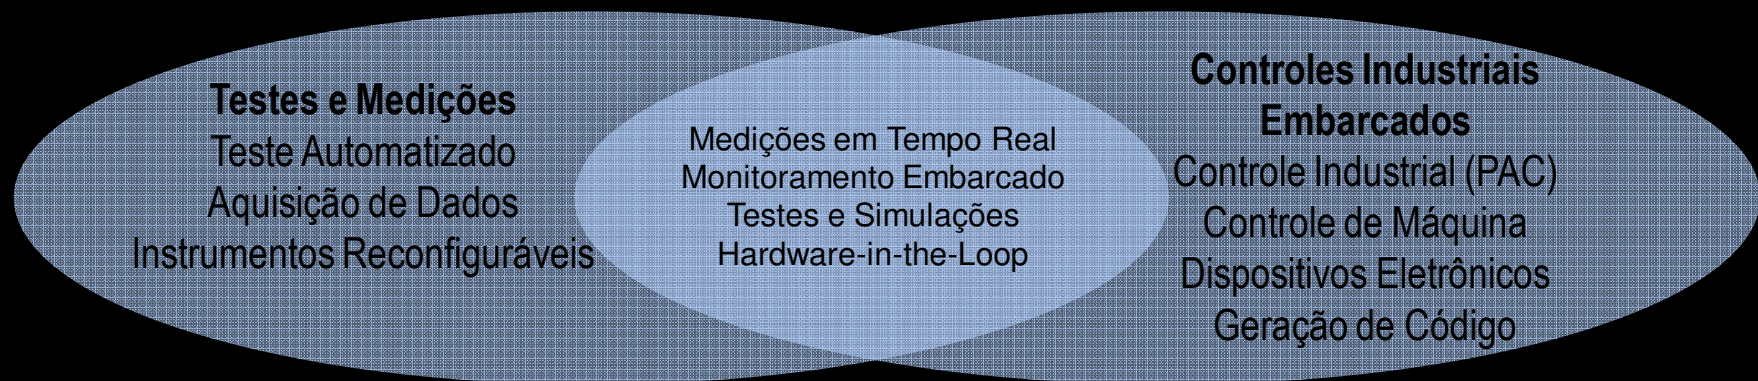 Testes e Medições
Teste Automatizado
Aquisição de Dados
Instrumentos Reconfiguráveis
Medições em Tempo Real
Monitoramento Embarcado
Testes e Simulações
Hardware-in-the-Loop
Controles Industriais
Embarcados
Controle Industrial (PAC)
Controle de Máquina
Dispositivos Eletrônicos
Geração de Código